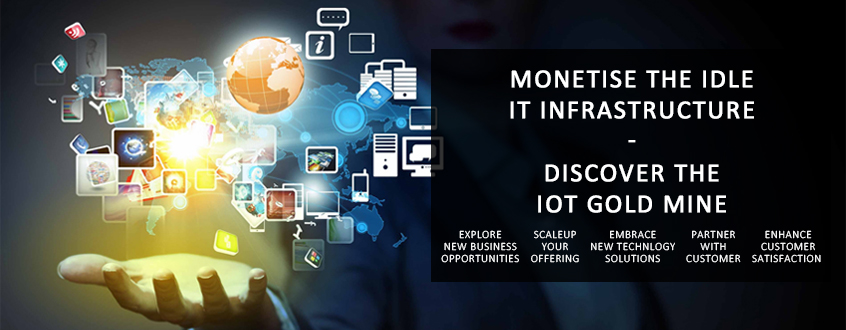 MONETISE THE IDLE
IT INFRASTRUCTURE
-
DISCOVER THE
IOT GOLD MINE
EXPLORE
NEW BUSINESS
OPPORTUNITIES
SCALEUP
YOUR
OFFERING
EMBRACE
NEW TECHNLOGY
SOLUTIONS
PARTNER
WITH
CUSTOMER
ENHANCE
CUSTOMER
SATISFACTION